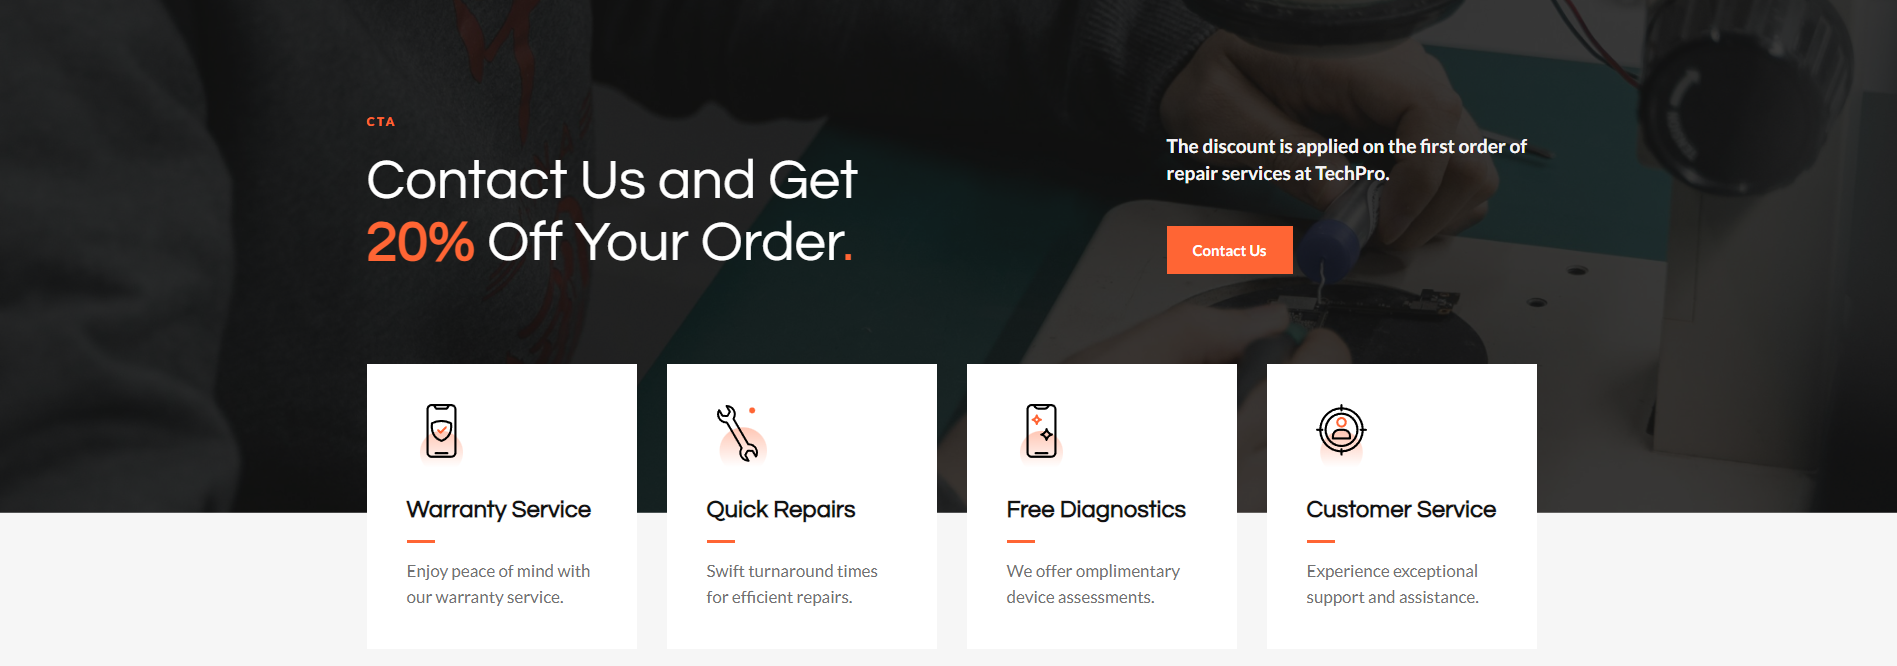 CTA
Contact Us and Get
20% Off Your Order.
The discount is applied on the first order of
repair services at TechPro.
Contact Us
Warranty Service
Enjoy peace of mind with
our warranty service.
Quick Repairs
Swift turnaround times
for efficient repairs.
Free Diagnostics
We offer omplimentary
device assessments.
Customer Service
Experience exceptional
support and assistance.